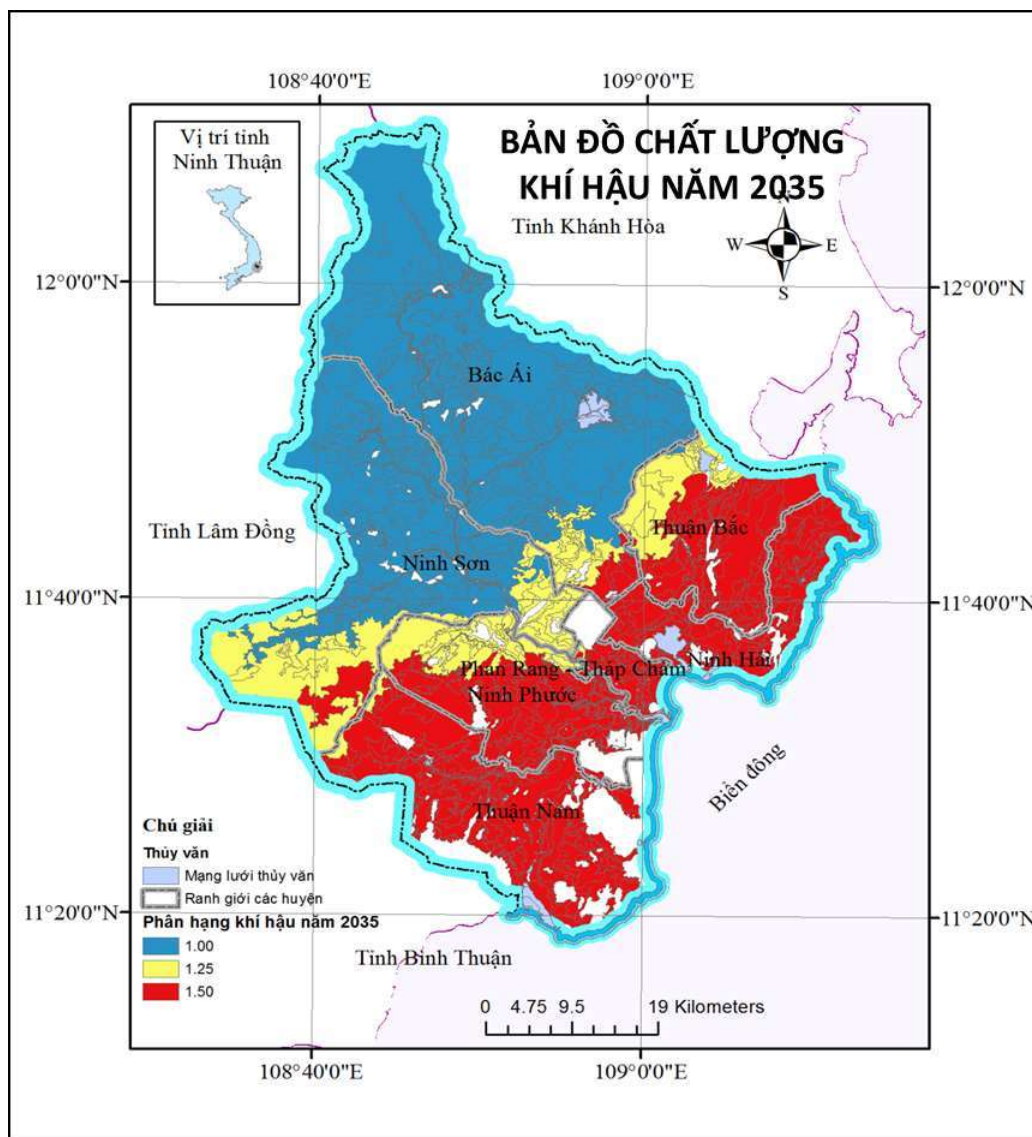 108°40'0"E
109°0'0"E
Vị trí tỉnh
Ninh Thuận
BẢN ĐỒ CHẤT LƯỢNG
KHÍ HẬU NĂM 2035
Tỉnh Khánh Hòa
N
W
E
S
12°0'0"N
12°0'0"N
Bác Ái
Thuận Bắc
Tỉnh Lâm Đồng
Ninh Sơn
11°40'0"N
11°40'0"N
Ninh Hải
Phan Rang - Tháp Chàm
Ninh Phước
Biển đông
Thuận Nam
Chú giải
Thủy văn
Mạng lưới thủy văn
Ranh giới các huyện
Phân hạng khí hậu năm 2035
1.00
1.25
1.50
11°20'0"N
11°20'0"N
Tỉnh Bình Thuận
0 4.75 9.5 19 Kilometers
108°40'0"E
109°0'0"E